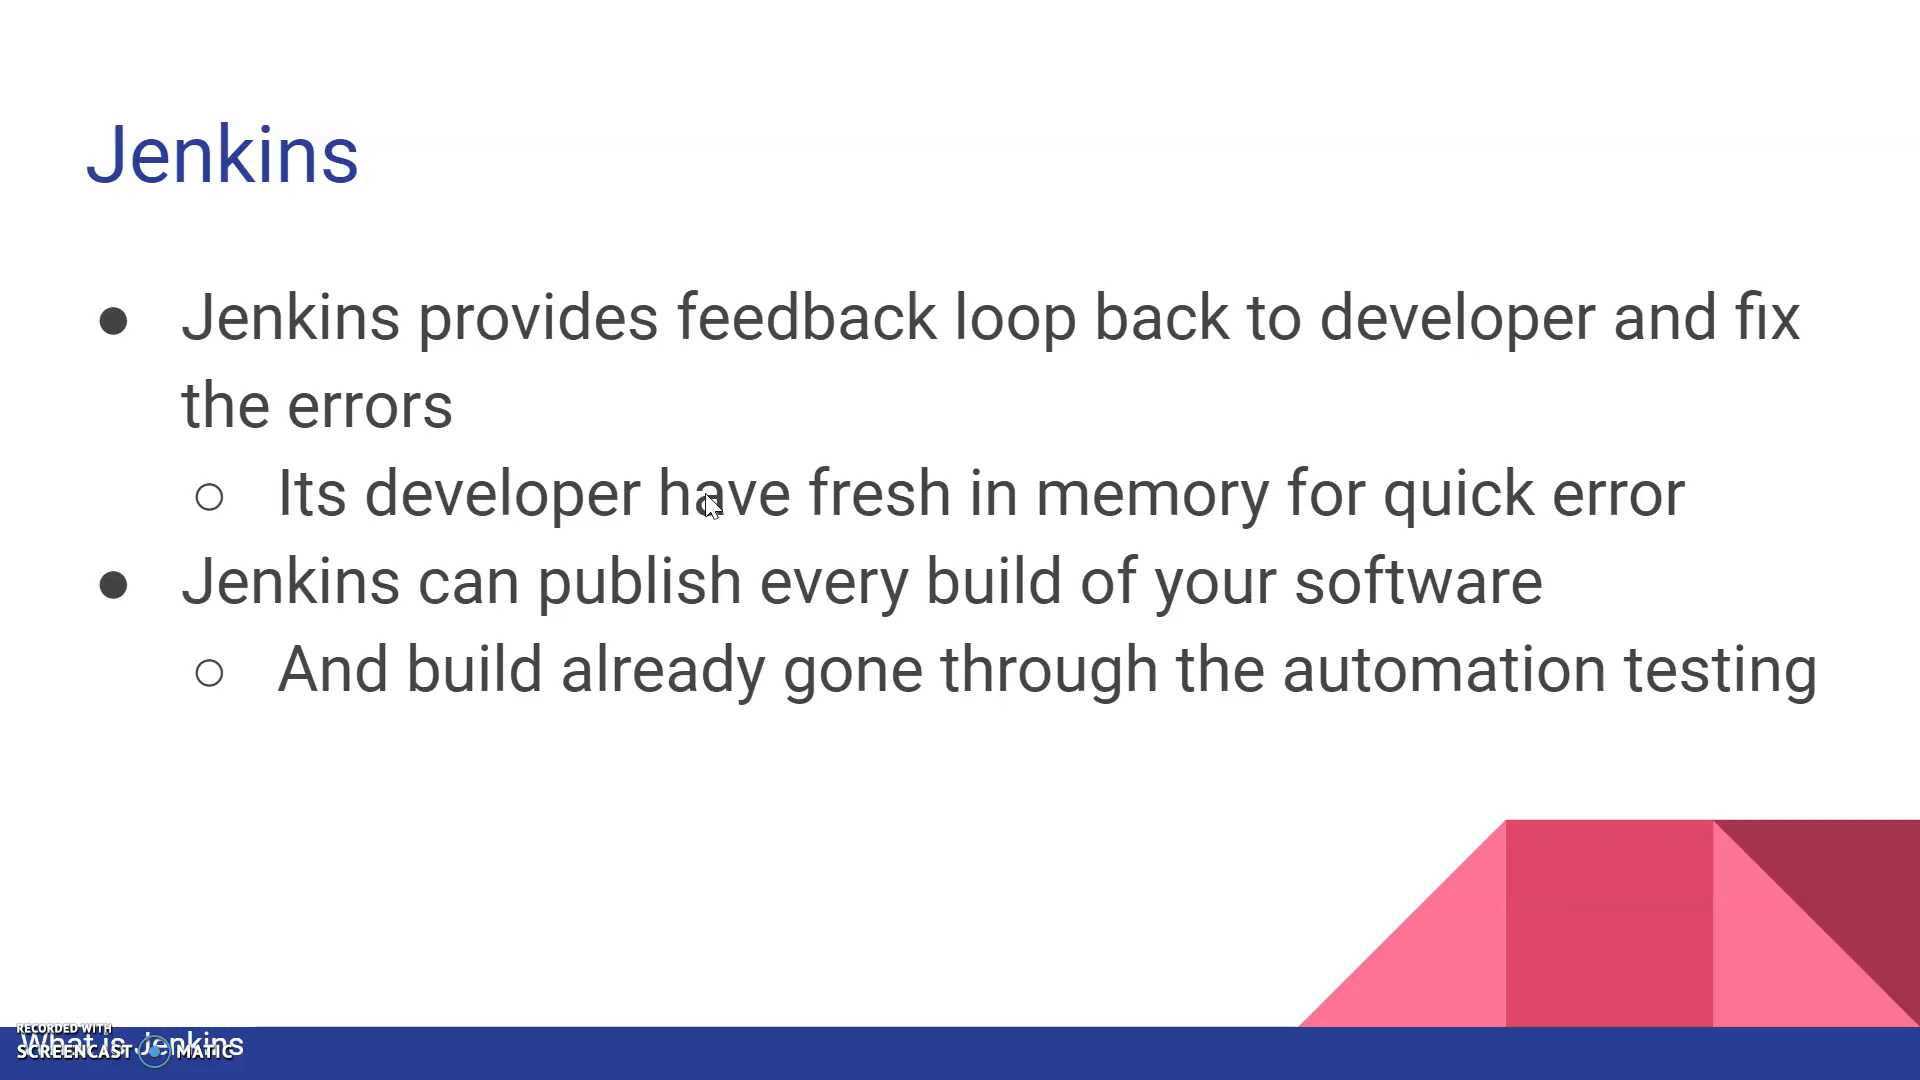 Jenkins
● Jenkins provides feedback loop back to developer and fix
the errors
○ Its developer have fresh in memory for quick error
● Jenkins can publish every build of your software
○ And build already gone through the automation testing
RECORDED WITH
What is Jenkins
SCREENCAST MATIC